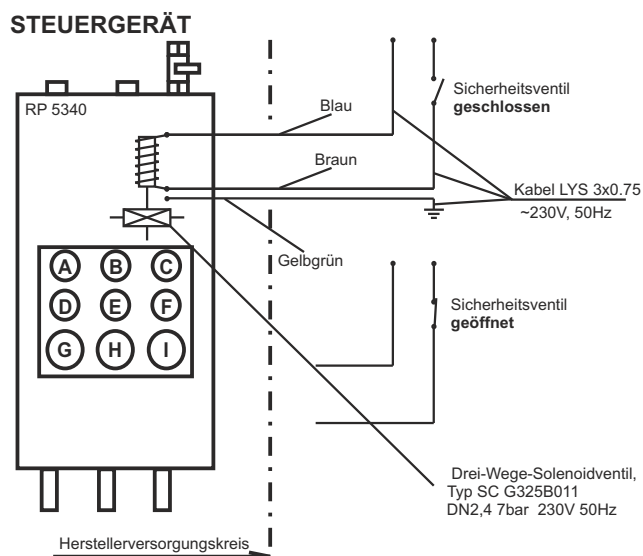 STEUERGERÄT
RP 5340
Blau
Braun
Gelbgrün
Sicherheitsventil
geschlossen
Kabel LYS 3x0.75
~230V, 50Hz
A B C
D E F
G H I
Sicherheitsventil
geöffnet
Drei-Wege-Solenoidventil,
Typ SC G325B011
DN2,4 7bar 230V 50Hz
Herstellerversorgungskreis